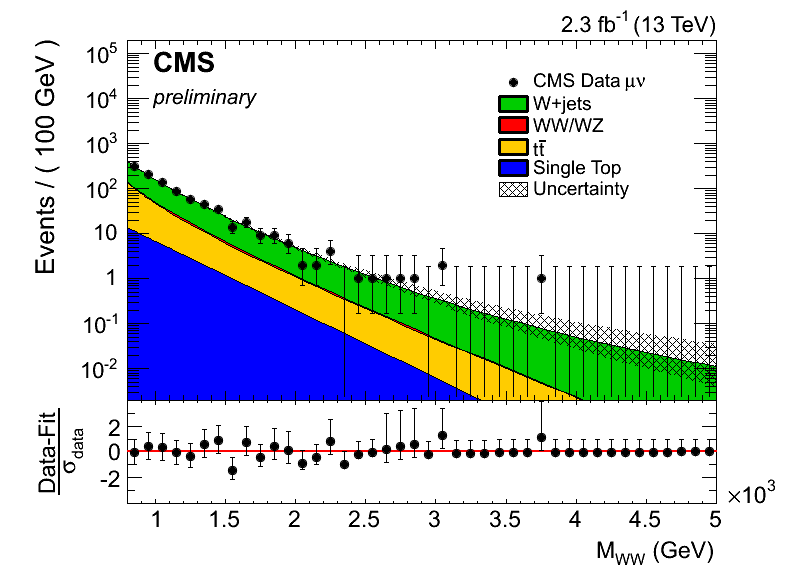 2.3 fb⁻¹ (13 TeV)
CMS
preliminary
CMS Data μν
W+jets
WW/WZ
tt̄
Single Top
Uncertainty
Events / ( 100 GeV )
10⁵
10⁴
10³
10²
10
1
10⁻¹
10⁻²
Data-Fit
σdata
2
0
-2
1 1.5 2 2.5 3 3.5 4 4.5 5
×10³
M_WW (GeV)